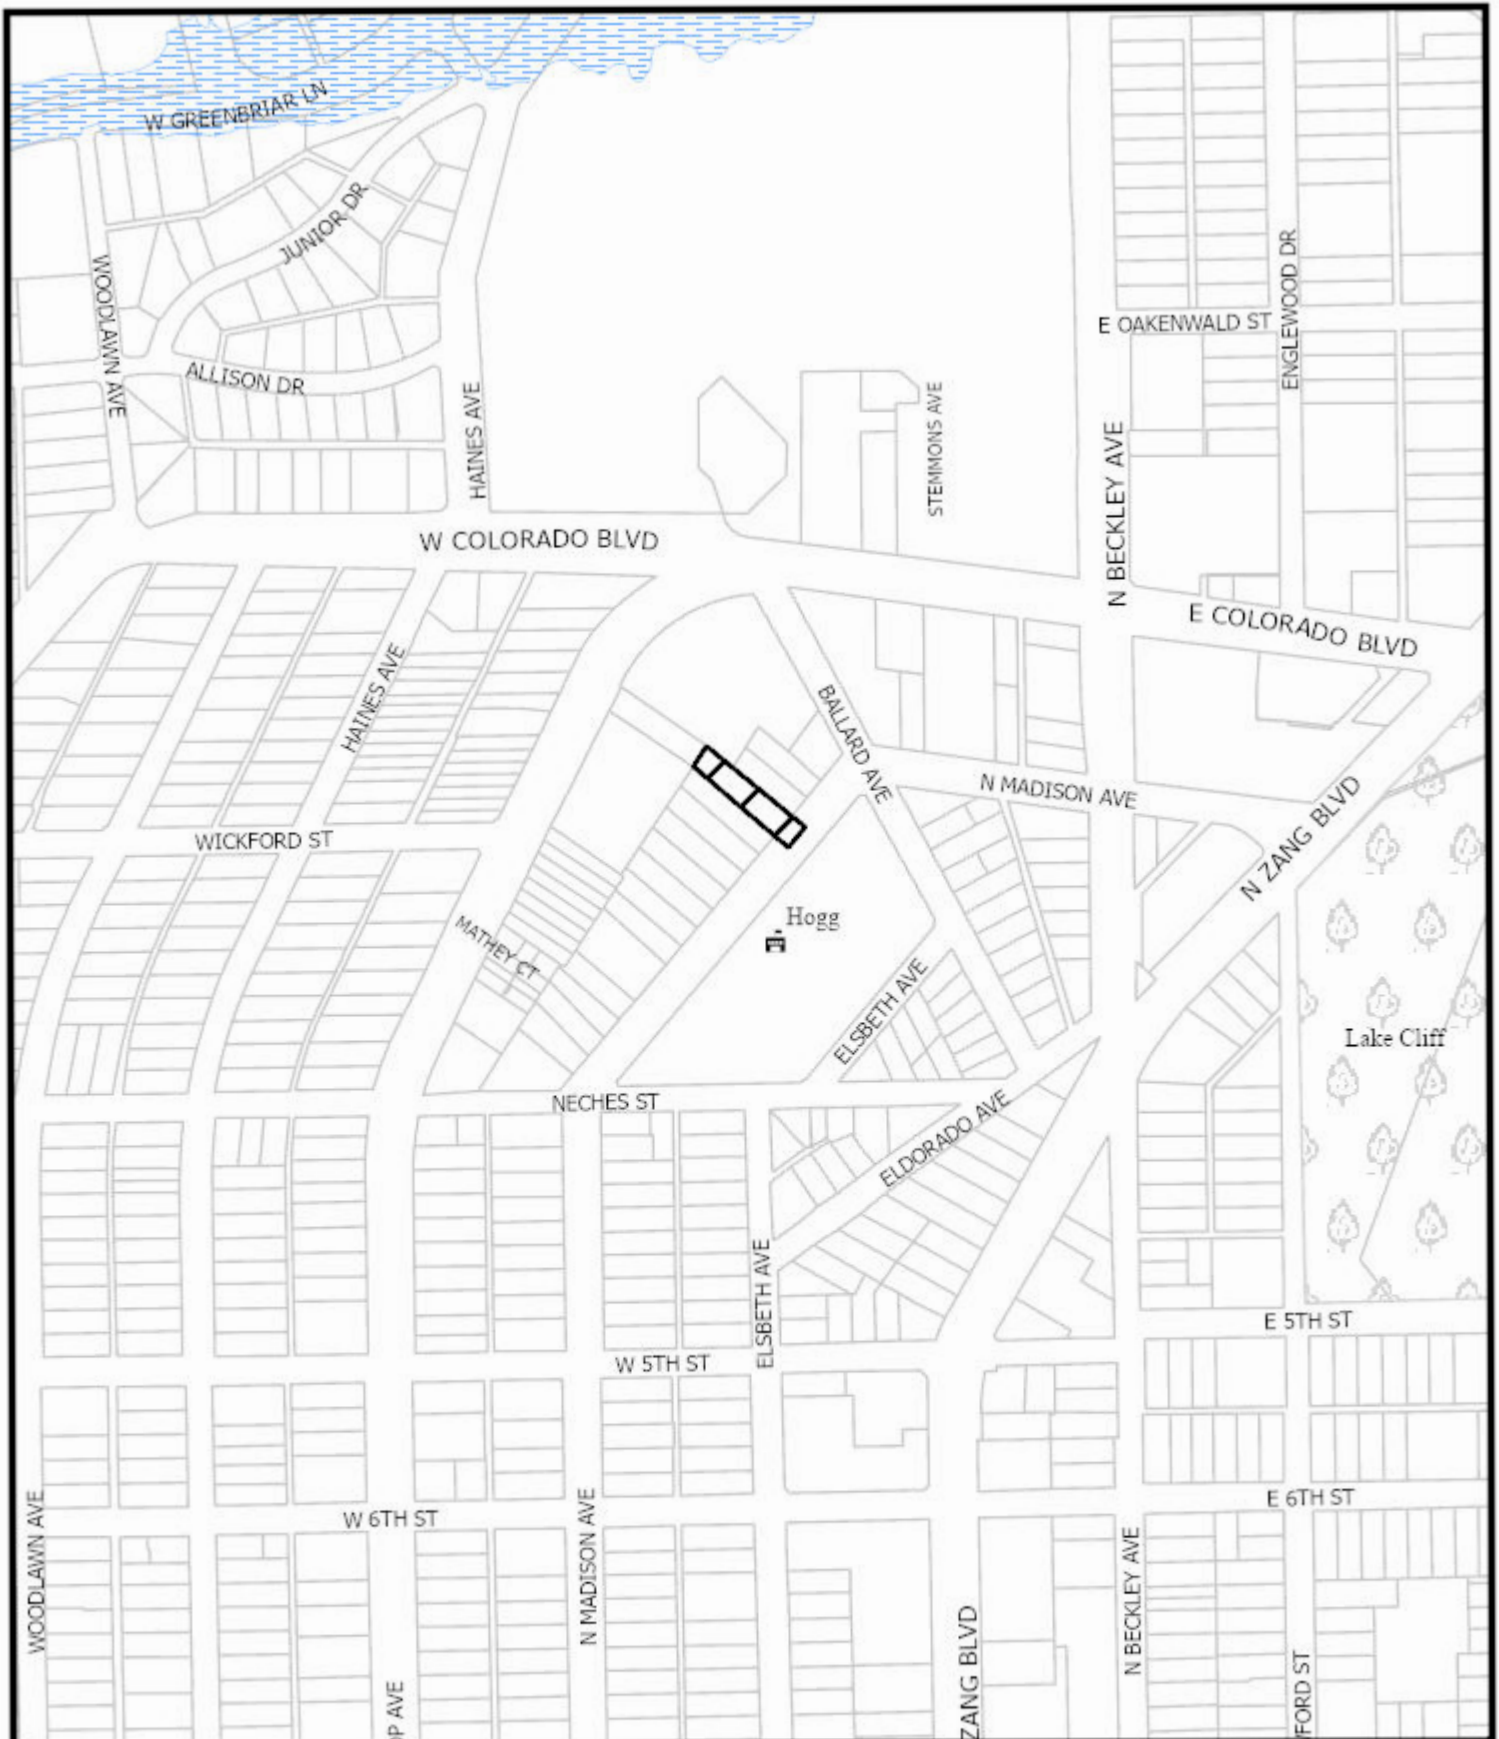 W GREENBRIAR LN
JUNIOR DR
WOODLAWN AVE
ENGLEWOOD DR
E OAKENWALD ST
ALLISON DR
HAINES AVE
STEMMONS AVE
N BECKLEY AVE
W COLORADO BLVD
E COLORADO BLVD
HAINES AVE
BALLARD AVE
N MADISON AVE
N ZANG BLVD
WICKFORD ST
Hogg
MATHEY CT
ELSBETH AVE
Lake Cliff
NECHES ST
ELDORADO AVE
ELSBETH AVE
E 5TH ST
W 5TH ST
E 6TH ST
W 6TH ST
WOODLAWN AVE
N MADISON AVE
N BECKLEY AVE
ZANG BLVD
FORD ST
P AVE